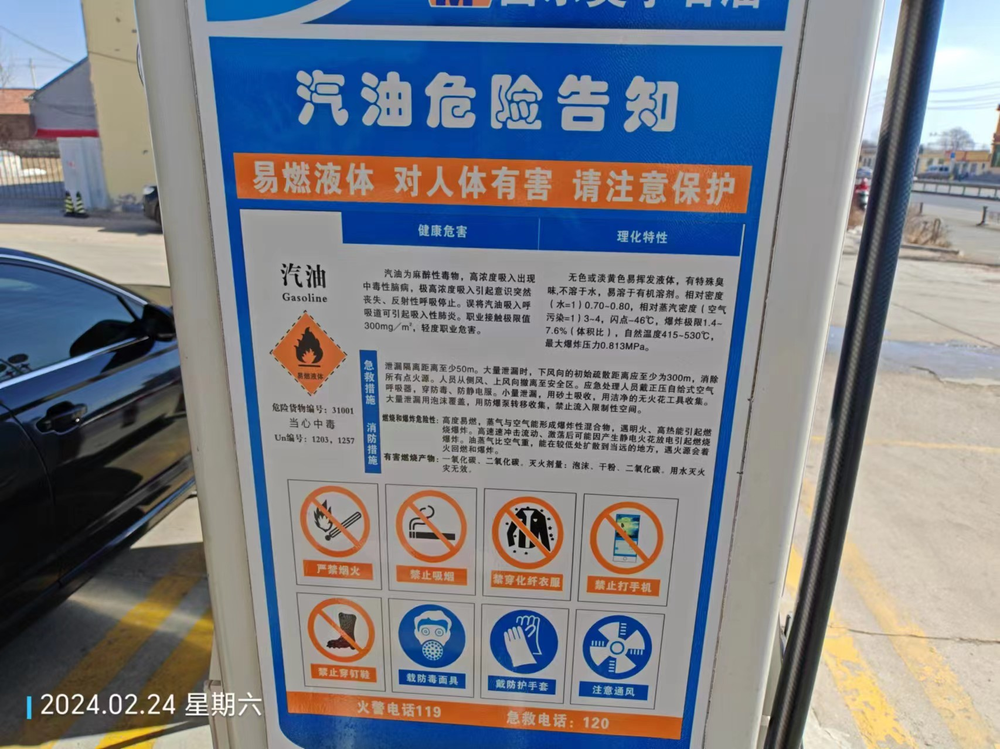 汽油危险告知
易燃液体 对人体有害 请注意保护
健康危害
理化特性
汽油
Gasoline
易燃液体
危险货物编号：31001
当心中毒
Un编号：1203，1257
汽油为麻醉性毒物，高浓度吸入出现
中毒性脑病，极高浓度吸入引起意识突然
丧失、反射性呼吸停止。误将汽油吸入呼
吸道可引起吸入性肺炎。职业接触极限值
300mg／m²，轻度职业危害。
无色或淡黄色易挥发液体，有特殊臭
味,不溶于水，易溶于有机溶剂。相对密度
（水=1）0.70~0.80，相对蒸汽密度（空气
污染=1）3~4，闪点-46℃，爆炸极限1.4~
7.6%（体积比），自然温度415~530℃，
最大爆炸压力0.813MPa。
急救措施
泄漏隔离距离至少50m。大量泄漏时，下风向的初始疏散距离应至少为300m，消除
所有点火源。人员从侧风、上风向撤离至安全区。应急处理人员戴正压自给式空气
呼吸器，穿防毒、防静电服。小量泄漏，用砂土吸收，用洁净的无火花工具收集。
大量泄漏用泡沫覆盖，用防爆泵转移收集，禁止流入限制性空间。
消防措施
燃烧和爆炸危险性：高度易燃，蒸气与空气能形成爆炸性混合物，遇明火、高热能引起燃
烧爆炸。高速速冲击流动、激荡后可能因产生静电火花放电引起燃烧
爆炸。油蒸气比空气重，能在较低处扩散到当远的地方，遇火源会着
火回燃和爆炸。
有害燃烧产物：一氧化碳、二氧化碳。灭火剂量：泡沫、干粉、二氧化碳。用水灭火
灾无效。
严禁烟火
禁止吸烟
禁穿化纤衣服
禁止打手机
禁止穿钉鞋
载防毒面具
戴防护手套
注意通风
火警电话119
急救电话：120
2024.02.24 星期六